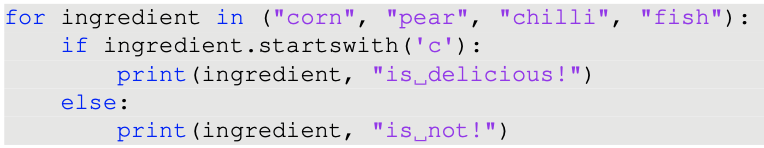 for ingredient in ("corn", "pear", "chilli", "fish"):
    if ingredient.startswith('c'):
        print(ingredient, "is␣delicious!")
    else:
        print(ingredient, "is␣not!")